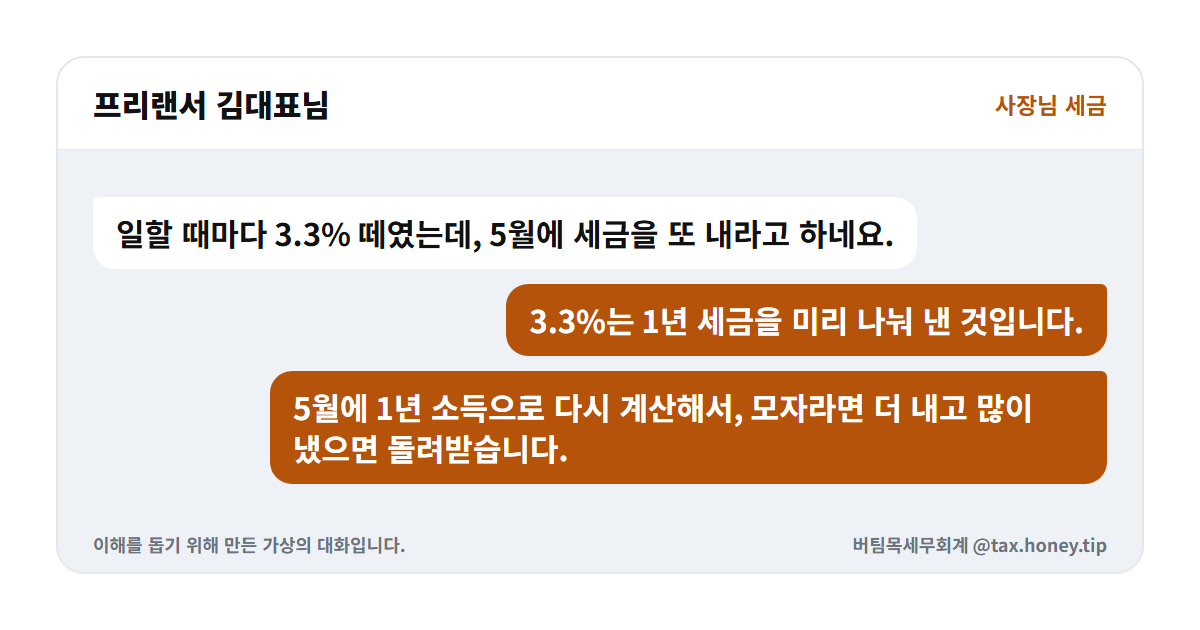 프리랜서 김대표님
사장님 세금
일할 때마다 3.3% 떼였는데, 5월에 세금을 또 내라고 하네요.
3.3%는 1년 세금을 미리 나눠 낸 것입니다.
5월에 1년 소득으로 다시 계산해서, 모자라면 더 내고 많이
냈으면 돌려받습니다.
이해를 돕기 위해 만든 가상의 대화입니다.
버팀목세무회계 @tax.honey.tip